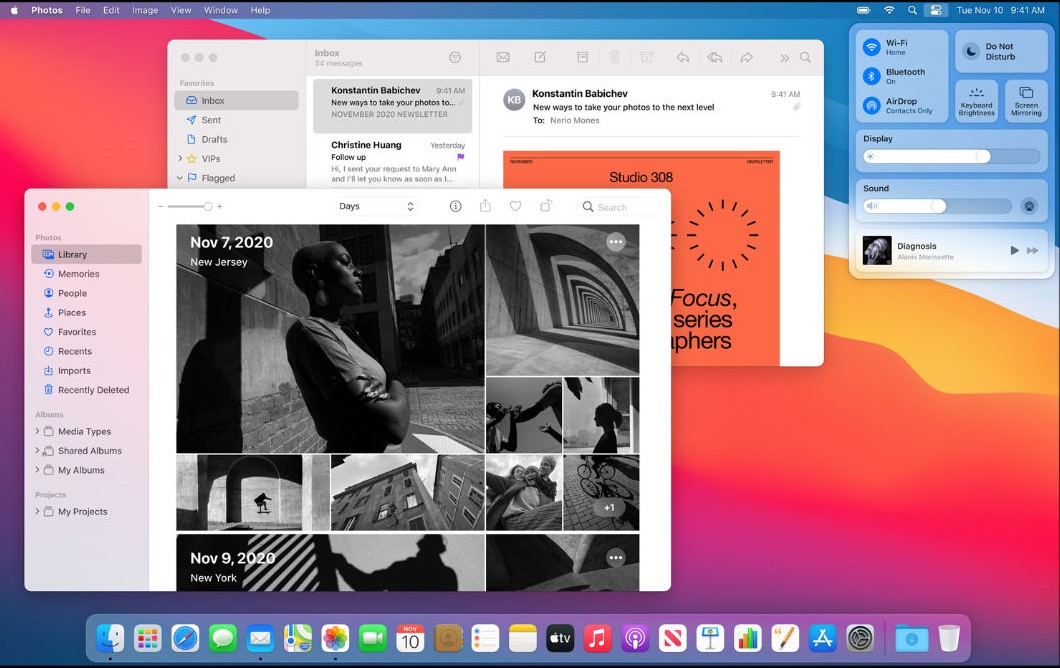 Photos File Edit Image View Window Help
Tue Nov 10 9:41 AM
Inbox
34 messages
Favorites
Inbox
Sent
Drafts
VIPs
Flagged
Konstantin Babichev 9:41 AM
New ways to take your photos to...
NOVEMBER 2020 NEWSLETTER
Christine Huang Yesterday
Follow up
Hi, I sent your request to Mary Ann
and I'll let you know as soon as I...
KB
Konstantin Babichev 9:41 AM
New ways to take your photos to the next level
To: Nerio Mones
NOVEMBER NEWSLETTER
Studio 308
Focus,
series
phers
Wi-Fi
Home
Bluetooth
On
AirDrop
Contacts Only
Do Not
Disturb
Keyboard
Brightness
Screen
Mirroring
Display
Sound
Diagnosis
Alanis Morissette
Days
Search
Photos
Library
Memories
People
Places
Favorites
Recents
Imports
Recently Deleted
Albums
Media Types
Shared Albums
My Albums
Projects
My Projects
Nov 7, 2020
New Jersey
+1
Nov 9, 2020
New York
NOV
10
tv